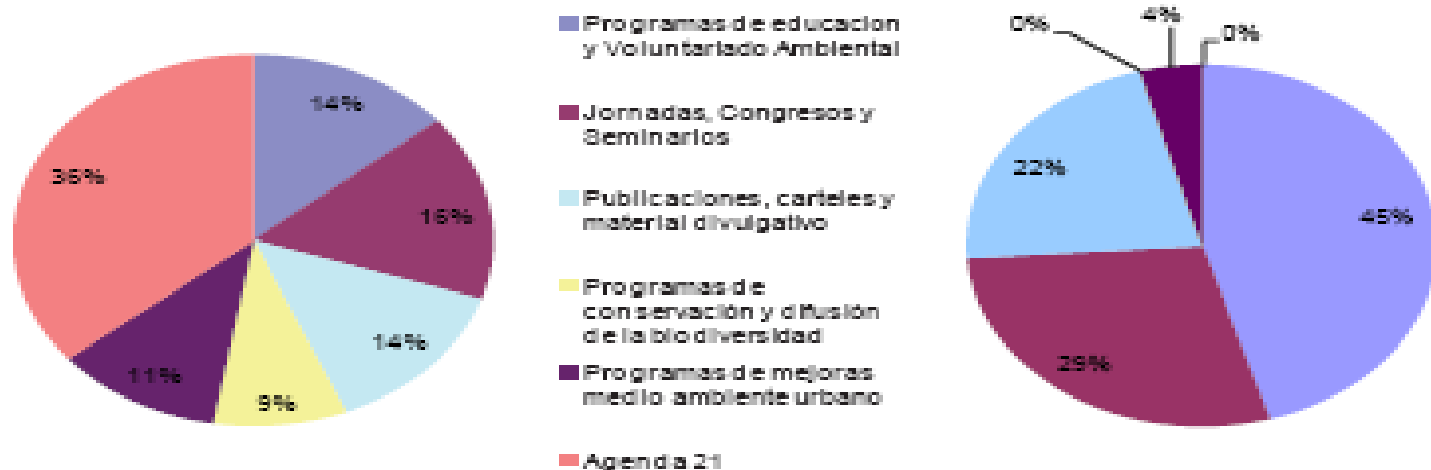 14%
16%
14%
9%
11%
36%
Programas de educacion
y Voluntariado Ambiental
Jornadas, Congresos y
Seminarios
Publicaciones, carteles y
material divulgativo
Programas de
conservación y difusión
de la biodiversidad
Programas de mejoras
medio ambiente urbano
Agenda 21
0%
4%
0%
22%
45%
29%